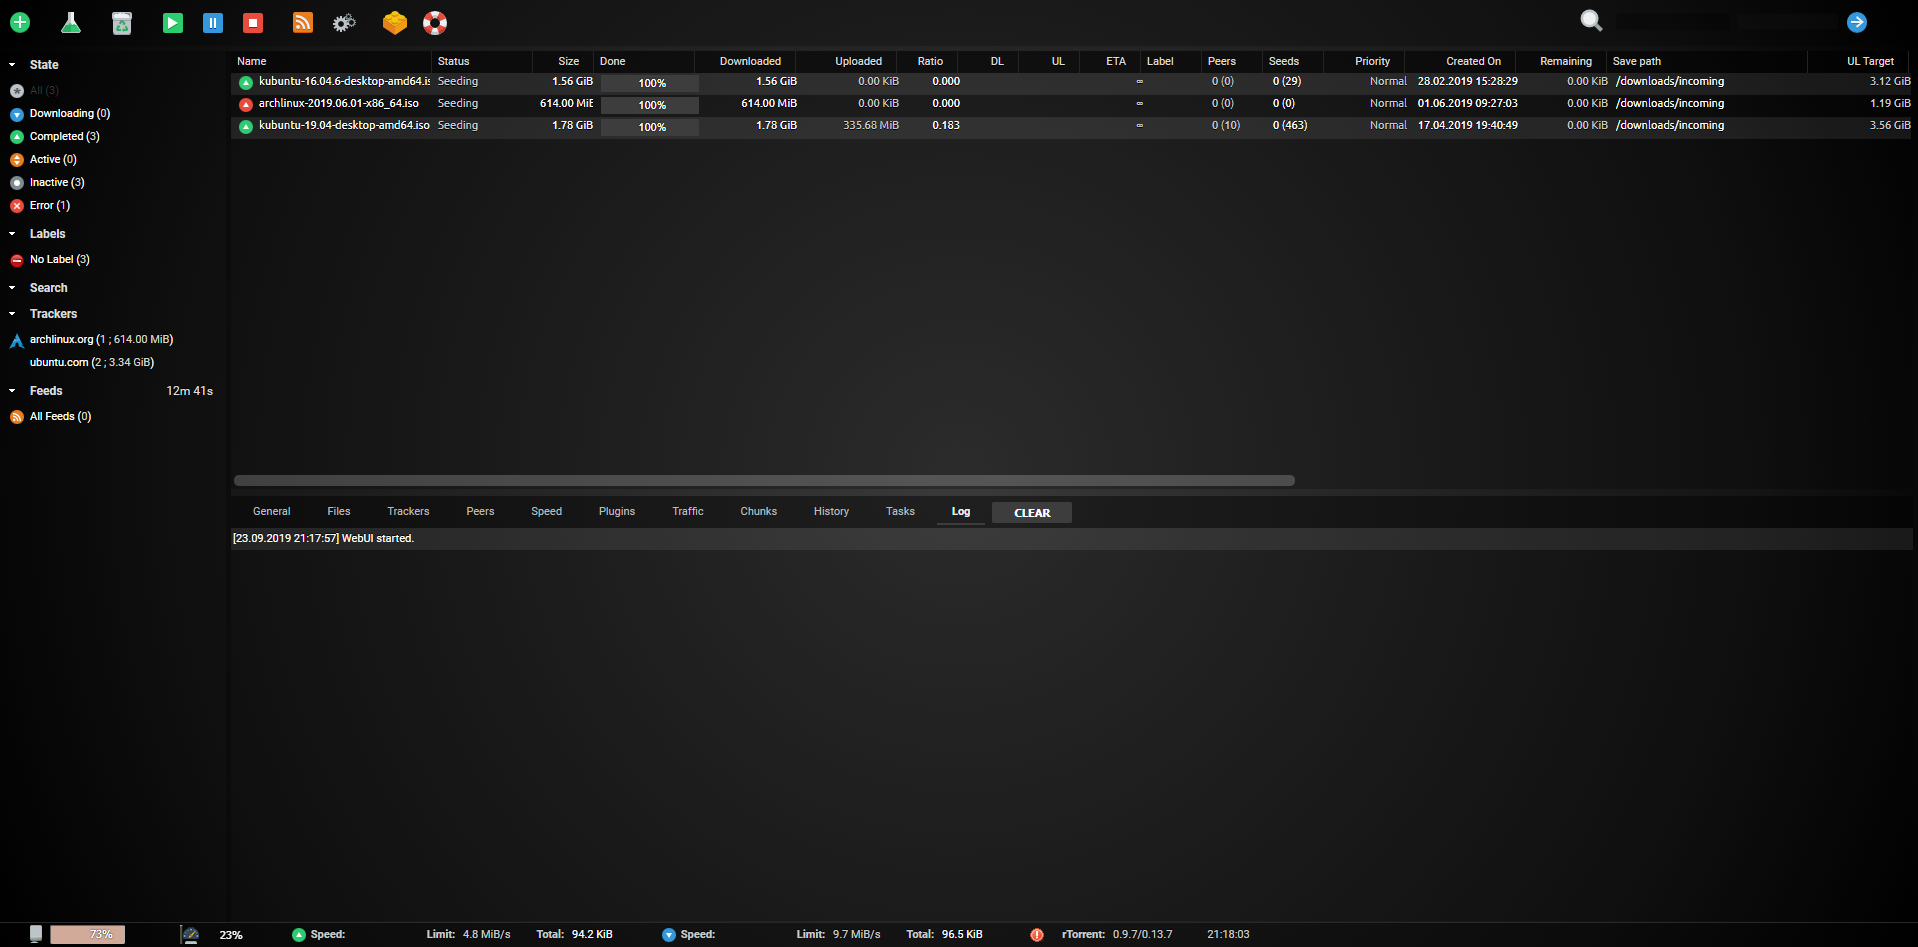 State
All (3)
Downloading (0)
Completed (3)
Active (0)
Inactive (3)
Error (1)
Labels
No Label (3)
Search
Trackers
archlinux.org (1 ; 614.00 MiB)
ubuntu.com (2 ; 3.34 GiB)
Feeds 12m 41s
All Feeds (0)
Name Status Size Done Downloaded Uploaded Ratio DL UL ETA Label Peers Seeds Priority Created On Remaining Save path UL Target
kubuntu-16.04.6-desktop-amd64.is Seeding 1.56 GiB 100% 1.56 GiB 0.00 KiB 0.000 ∞ 0 (0) 0 (29) Normal 28.02.2019 15:28:29 0.00 KiB /downloads/incoming 3.12 GiB
archlinux-2019.06.01-x86_64.iso Seeding 614.00 MiB 100% 614.00 MiB 0.00 KiB 0.000 ∞ 0 (0) 0 (0) Normal 01.06.2019 09:27:03 0.00 KiB /downloads/incoming 1.19 GiB
kubuntu-19.04-desktop-amd64.iso Seeding 1.78 GiB 100% 1.78 GiB 335.68 MiB 0.183 ∞ 0 (10) 0 (463) Normal 17.04.2019 19:40:49 0.00 KiB /downloads/incoming 3.56 GiB
General Files Trackers Peers Speed Plugins Traffic Chunks History Tasks Log CLEAR
[23.09.2019 21:17:57] WebUI started.
73% 23% Speed: Limit: 4.8 MiB/s Total: 94.2 KiB Speed: Limit: 9.7 MiB/s Total: 96.5 KiB rTorrent: 0.9.7/0.13.7 21:18:03